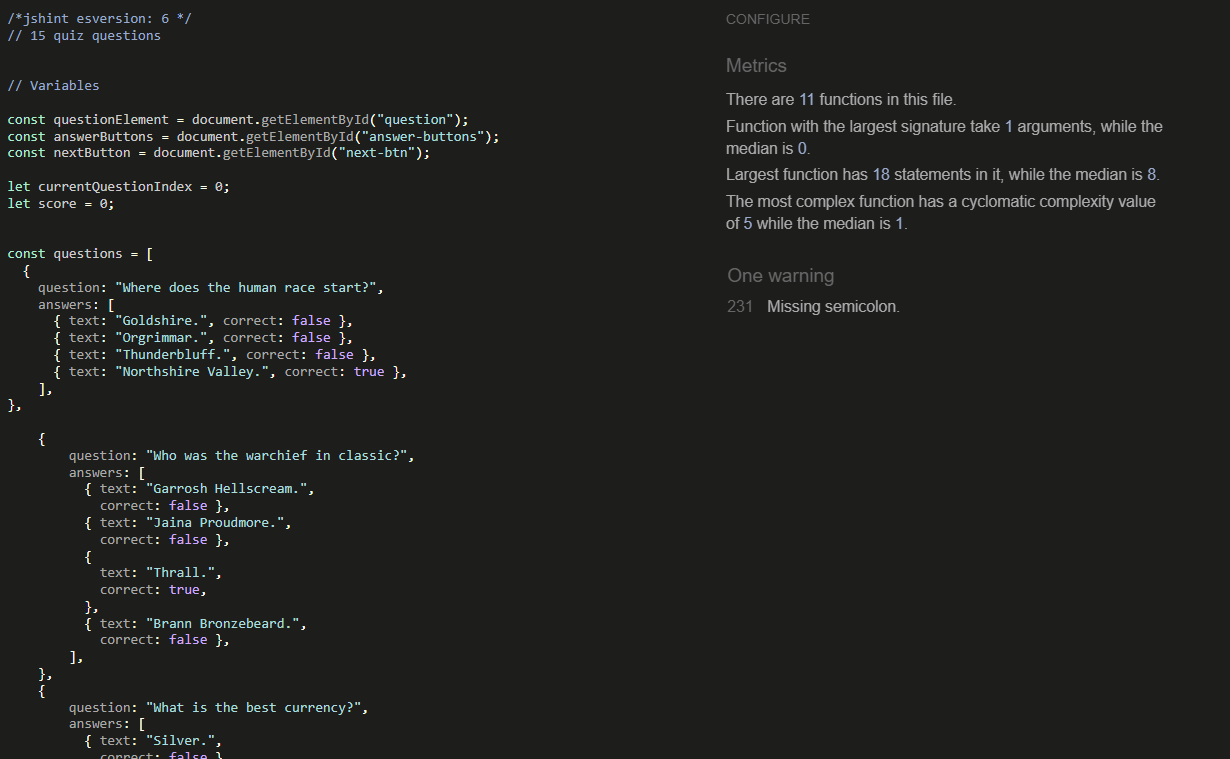 /*jshint esversion: 6 */
// 15 quiz questions
// Variables
const questionElement = document.getElementById("question");
const answerButtons = document.getElementById("answer-buttons");
const nextButton = document.getElementById("next-btn");
let currentQuestionIndex = 0;
let score = 0;
const questions = [
{
question: "Where does the human race start?",
answers: [
{ text: "Goldshire.", correct: false },
{ text: "Orgrimmar.", correct: false },
{ text: "Thunderbluff.", correct: false },
{ text: "Northshire Valley.", correct: true },
],
},
{
question: "Who was the warchief in classic?",
answers: [
{ text: "Garrosh Hellscream.",
correct: false },
{ text: "Jaina Proudmore.",
correct: false },
{
text: "Thrall.",
correct: true,
},
{ text: "Brann Bronzebeard.",
correct: false },
],
},
{
question: "What is the best currency?",
answers: [
{ text: "Silver.",
correct: false }
CONFIGURE
Metrics
There are 11 functions in this file.
Function with the largest signature take 1 arguments, while the
median is 0.
Largest function has 18 statements in it, while the median is 8.
The most complex function has a cyclomatic complexity value
of 5 while the median is 1.
One warning
231 Missing semicolon.